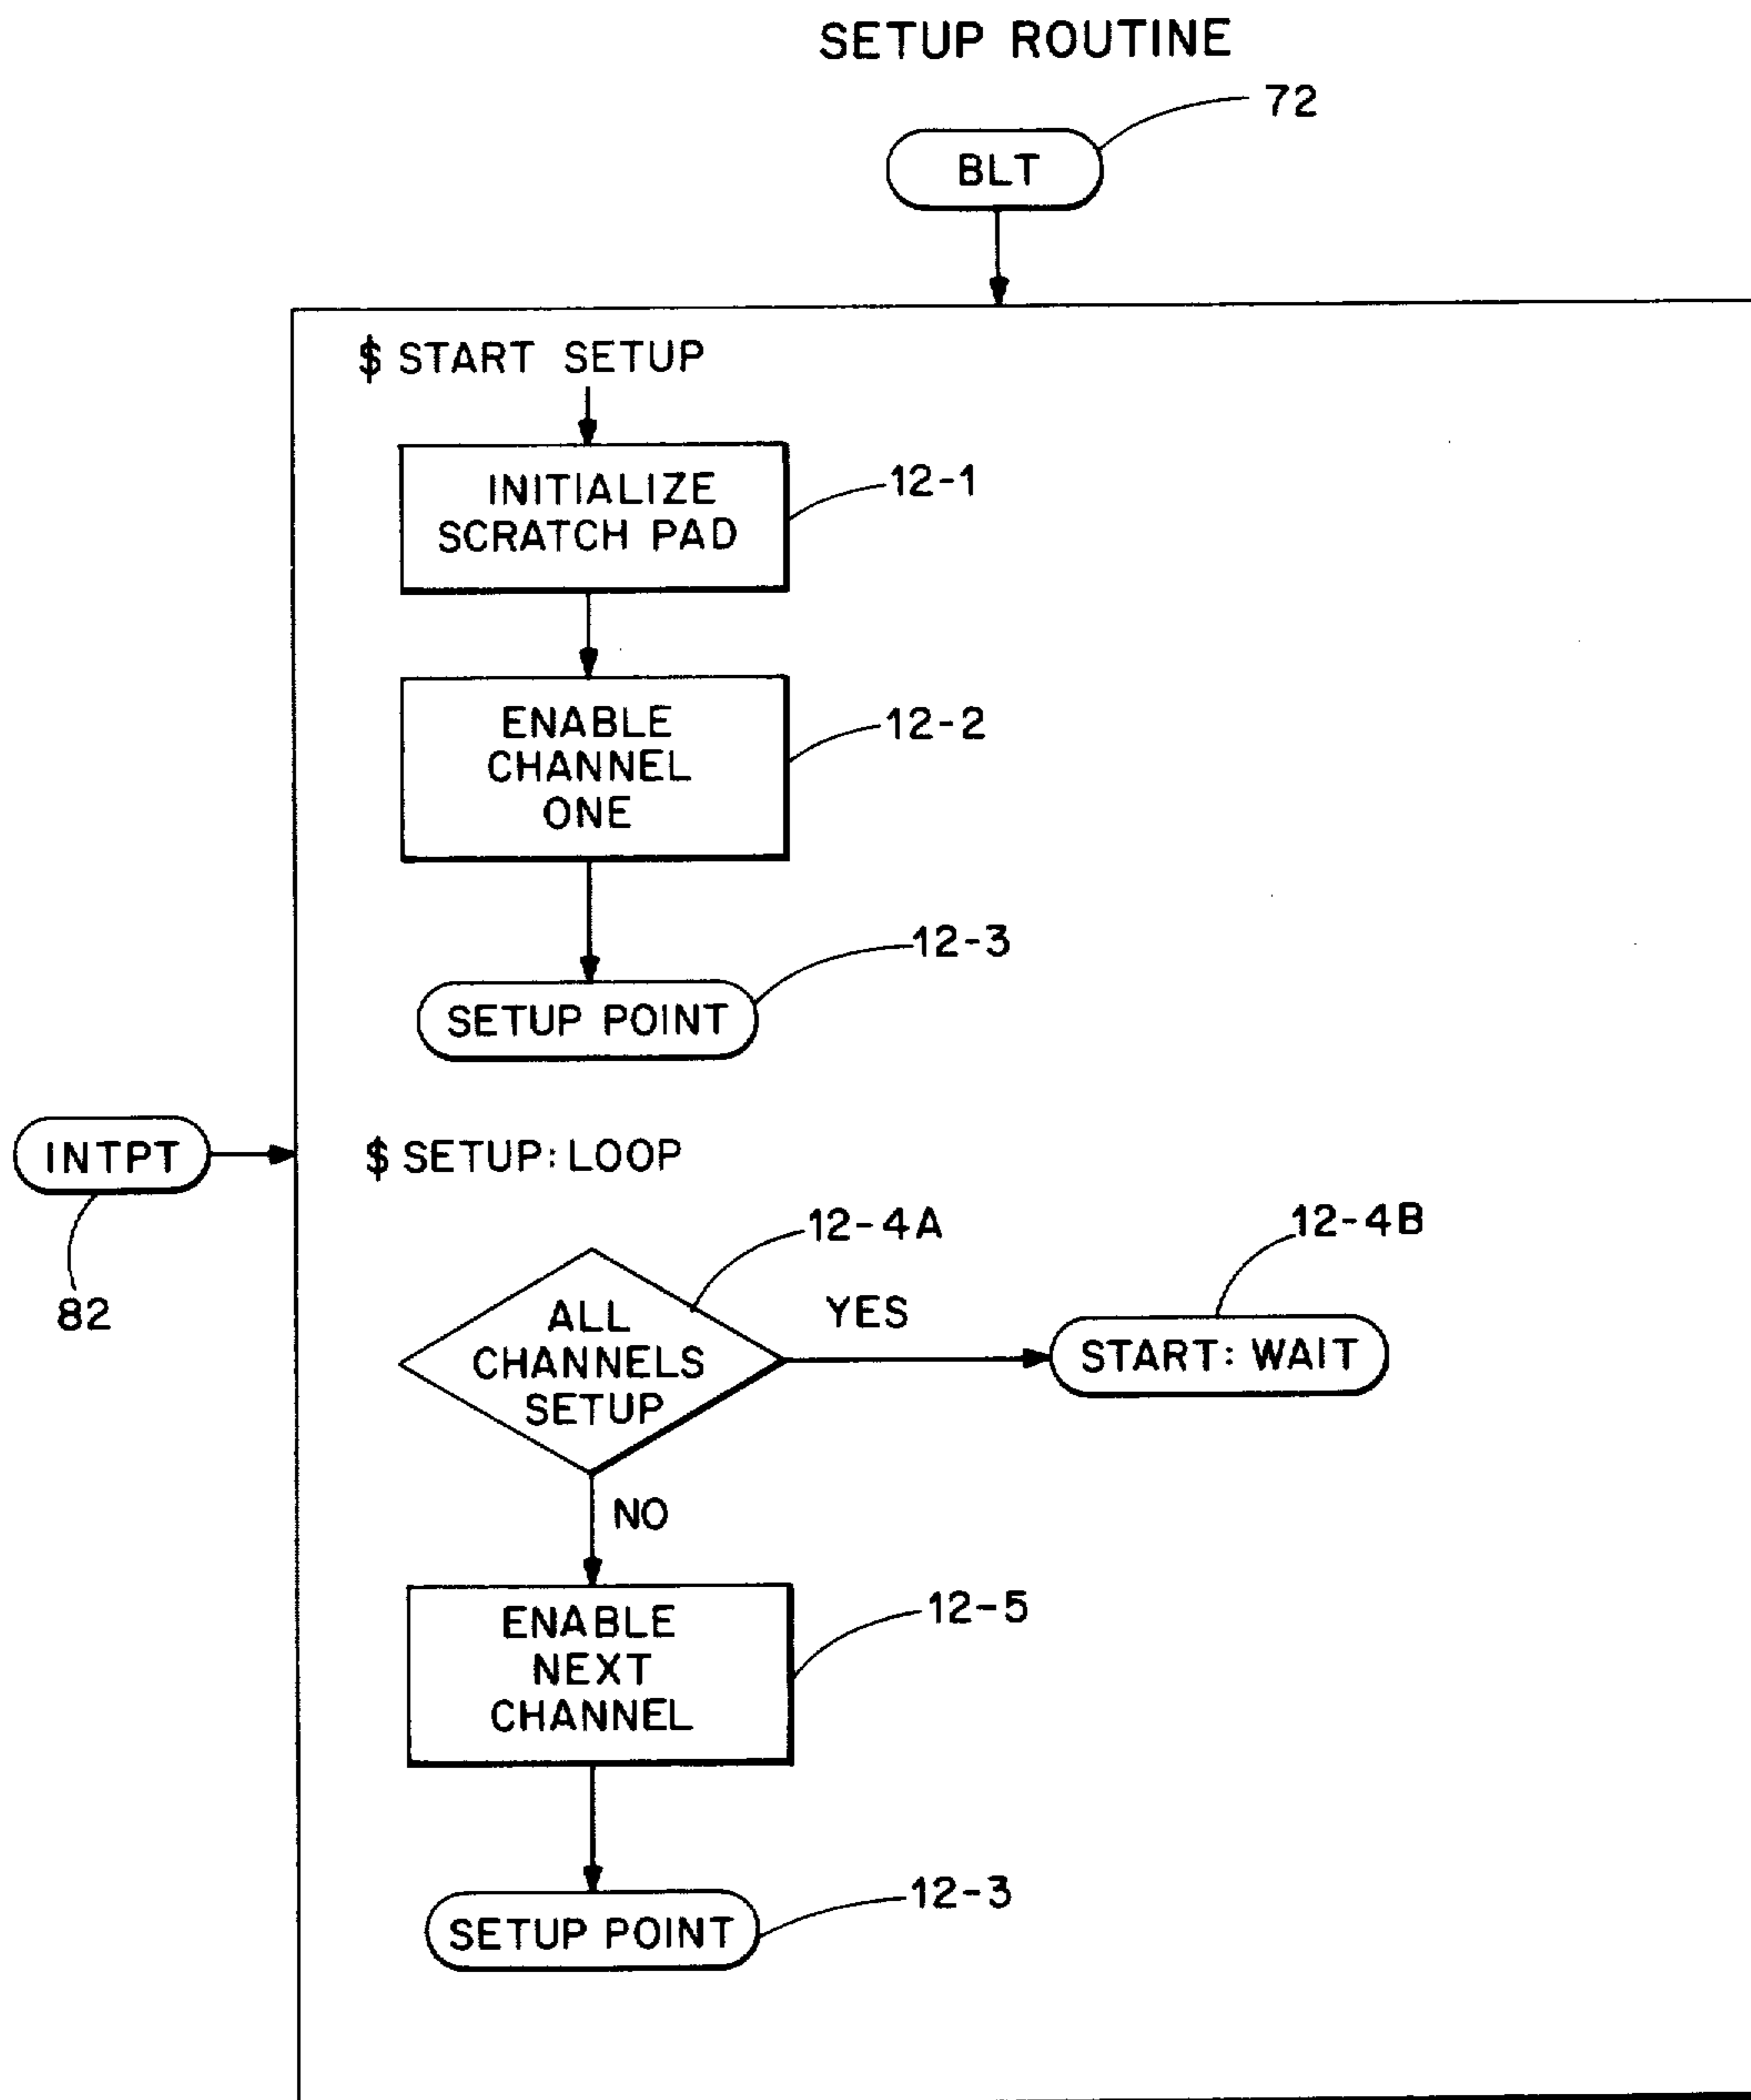 SETUP ROUTINE
72
BLT
$ START SETUP
INITIALIZE
SCRATCH PAD
12-1
ENABLE
CHANNEL
ONE
12-2
12-3
SETUP POINT
INTPT
82
$ SETUP: LOOP
12-4A
12-4B
ALL
CHANNELS
SETUP
YES
START: WAIT
NO
ENABLE
NEXT
CHANNEL
12-5
12-3
SETUP POINT